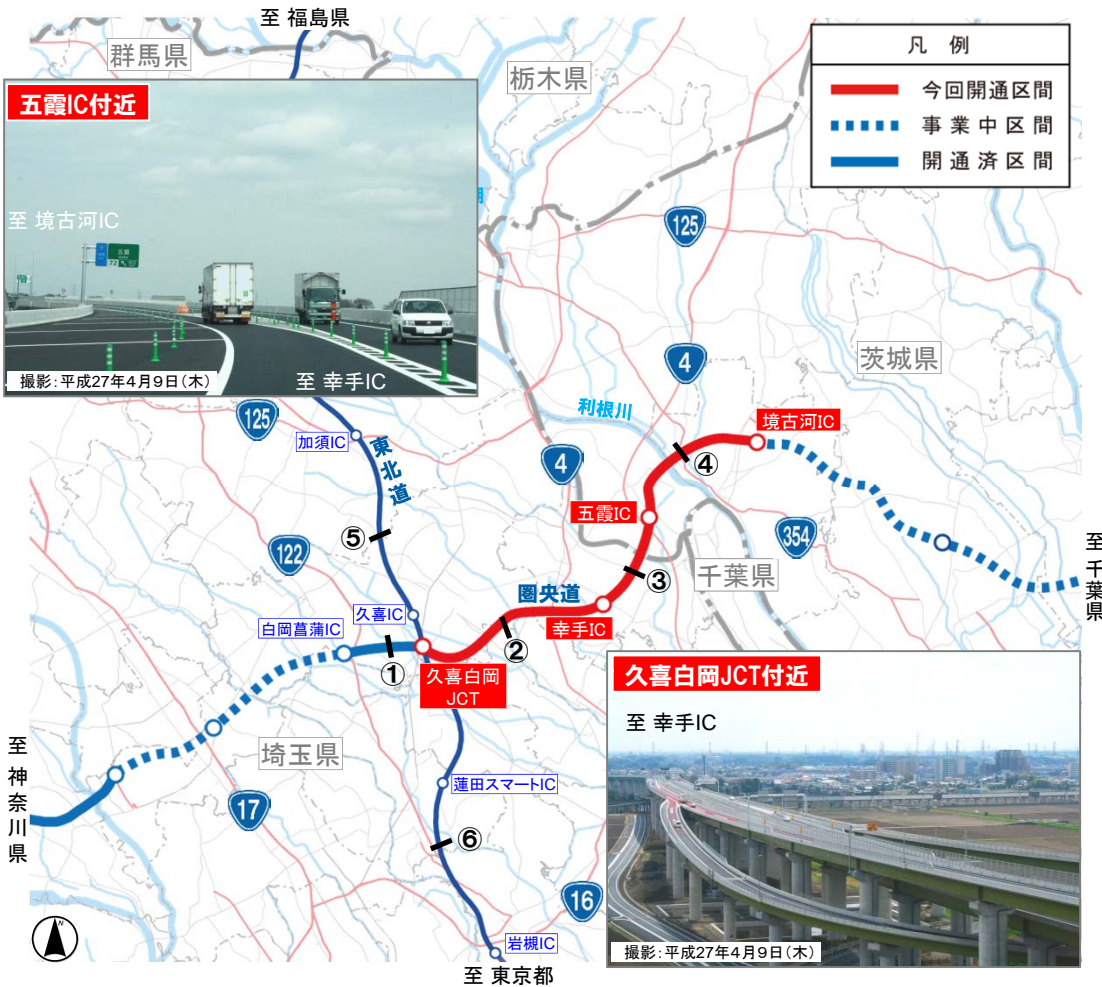 至 福島県
群馬県
栃木県
凡 例
今回開通区間
事業中区間
開通済区間
五霞IC付近
至 境古河IC
五霞
至 幸手IC
撮影：平成27年4月9日(木)
125
4
茨城県
利根川
境古河IC
④
125
加須IC
東北道
4
五霞IC
354
至 千葉県
⑤
122
千葉県
③
圏央道
久喜IC
幸手IC
白岡菖蒲IC
①
②
久喜白岡
JCT
埼玉県
至 神奈川県
17
蓮田スマートIC
⑥
16
岩槻IC
至 東京都
N
久喜白岡JCT付近
至 幸手IC
撮影：平成27年4月9日(木)